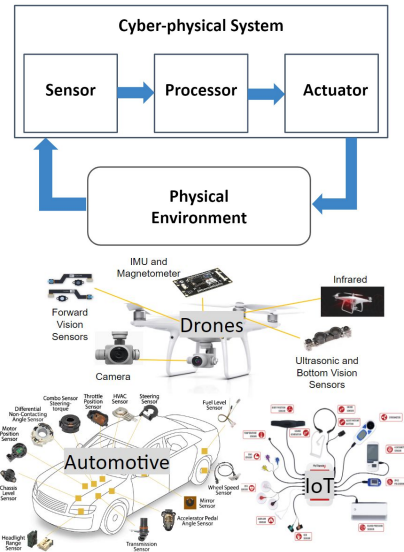 Cyber-physical System
Sensor
Processor
Actuator
Physical
Environment
IMU and
Magnetometer
Infrared
Forward
Vision
Sensors
Drones
Camera
Ultrasonic and
Bottom Vision
Sensors
Differential
Non-Contacting
Angle Sensor
Combo Sensor
Steering-
torque
Throttle
Position
Sensor
HVAC
Sensor
Steering
Sensor
Fuel Level
Sensor
Motor
Position
Sensor
Automotive
Chassis
Level
Sensor
Wheel Speed
Sensor
Mirror
Sensor
Accelerator Pedal
Angle Sensor
Transmission
Sensor
Headlight
Range
Sensor
IoT